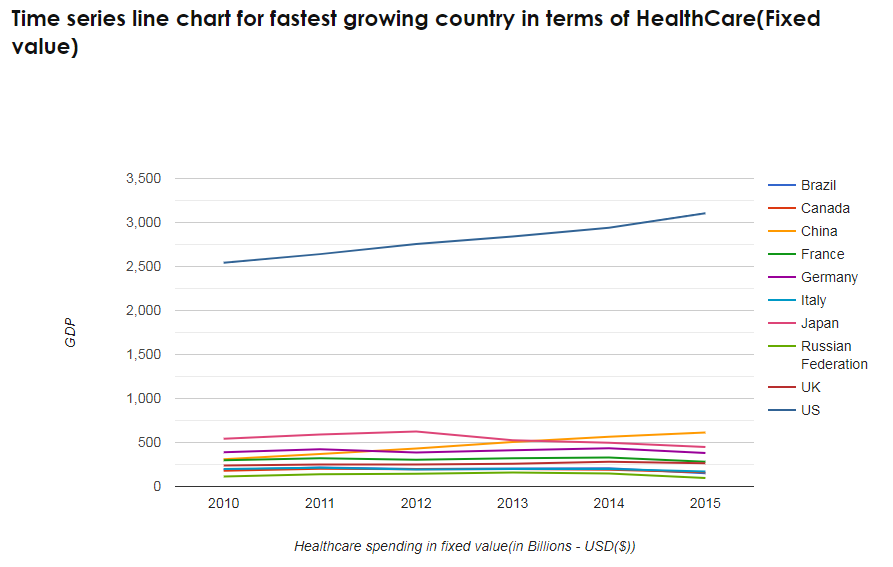 Time series line chart for fastest growing country in terms of HealthCare(Fixed
value)
3,500
3,000
2,500
2,000
1,500
1,000
500
0
GDP
2010 2011 2012 2013 2014 2015
Healthcare spending in fixed value(in Billions - USD($))
Brazil
Canada
China
France
Germany
Italy
Japan
Russian
Federation
UK
US